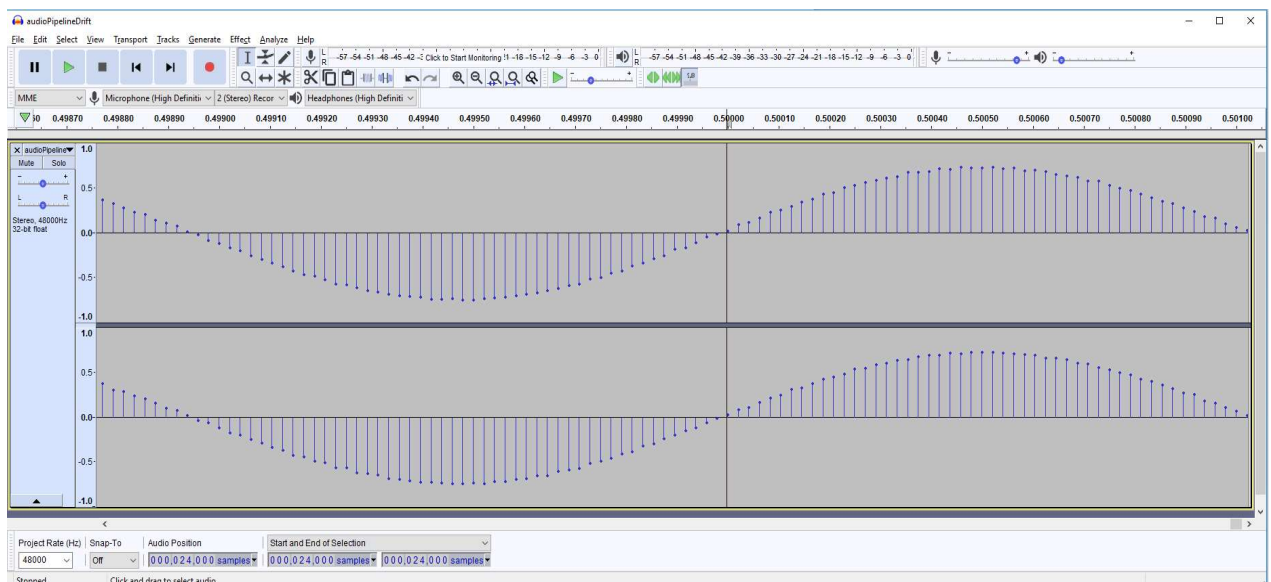 audioPipelineDrift
File Edit Select View Transport Tracks Generate Effect Analyze Help
L -57 -54 -51 -48 -45 -42 -3 Click to Start Monitoring !1 -18 -15 -12 -9 -6 -3 0 L -57 -54 -51 -48 -45 -42 -39 -36 -33 -30 -27 -24 -21 -18 -15 -12 -9 -6 -3 0
R R
MME Microphone (High Definiti 2 (Stereo) Recor Headphones (High Definiti
0.49870 0.49880 0.49890 0.49900 0.49910 0.49920 0.49930 0.49940 0.49950 0.49960 0.49970 0.49980 0.49990 0.50000 0.50010 0.50020 0.50030 0.50040 0.50050 0.50060 0.50070 0.50080 0.50090 0.50100
X audioPipeline 1.0
Mute Solo
- +
0.5
L R
Stereo, 48000Hz
32-bit float
0.0
-0.5
-1.0
1.0
0.5
0.0
-0.5
-1.0
Project Rate (Hz) Snap-To Audio Position Start and End of Selection
48000 Off 000,024,000 samples 000,024,000 samples 000,024,000 samples
Stopped. Click and drag to select audio